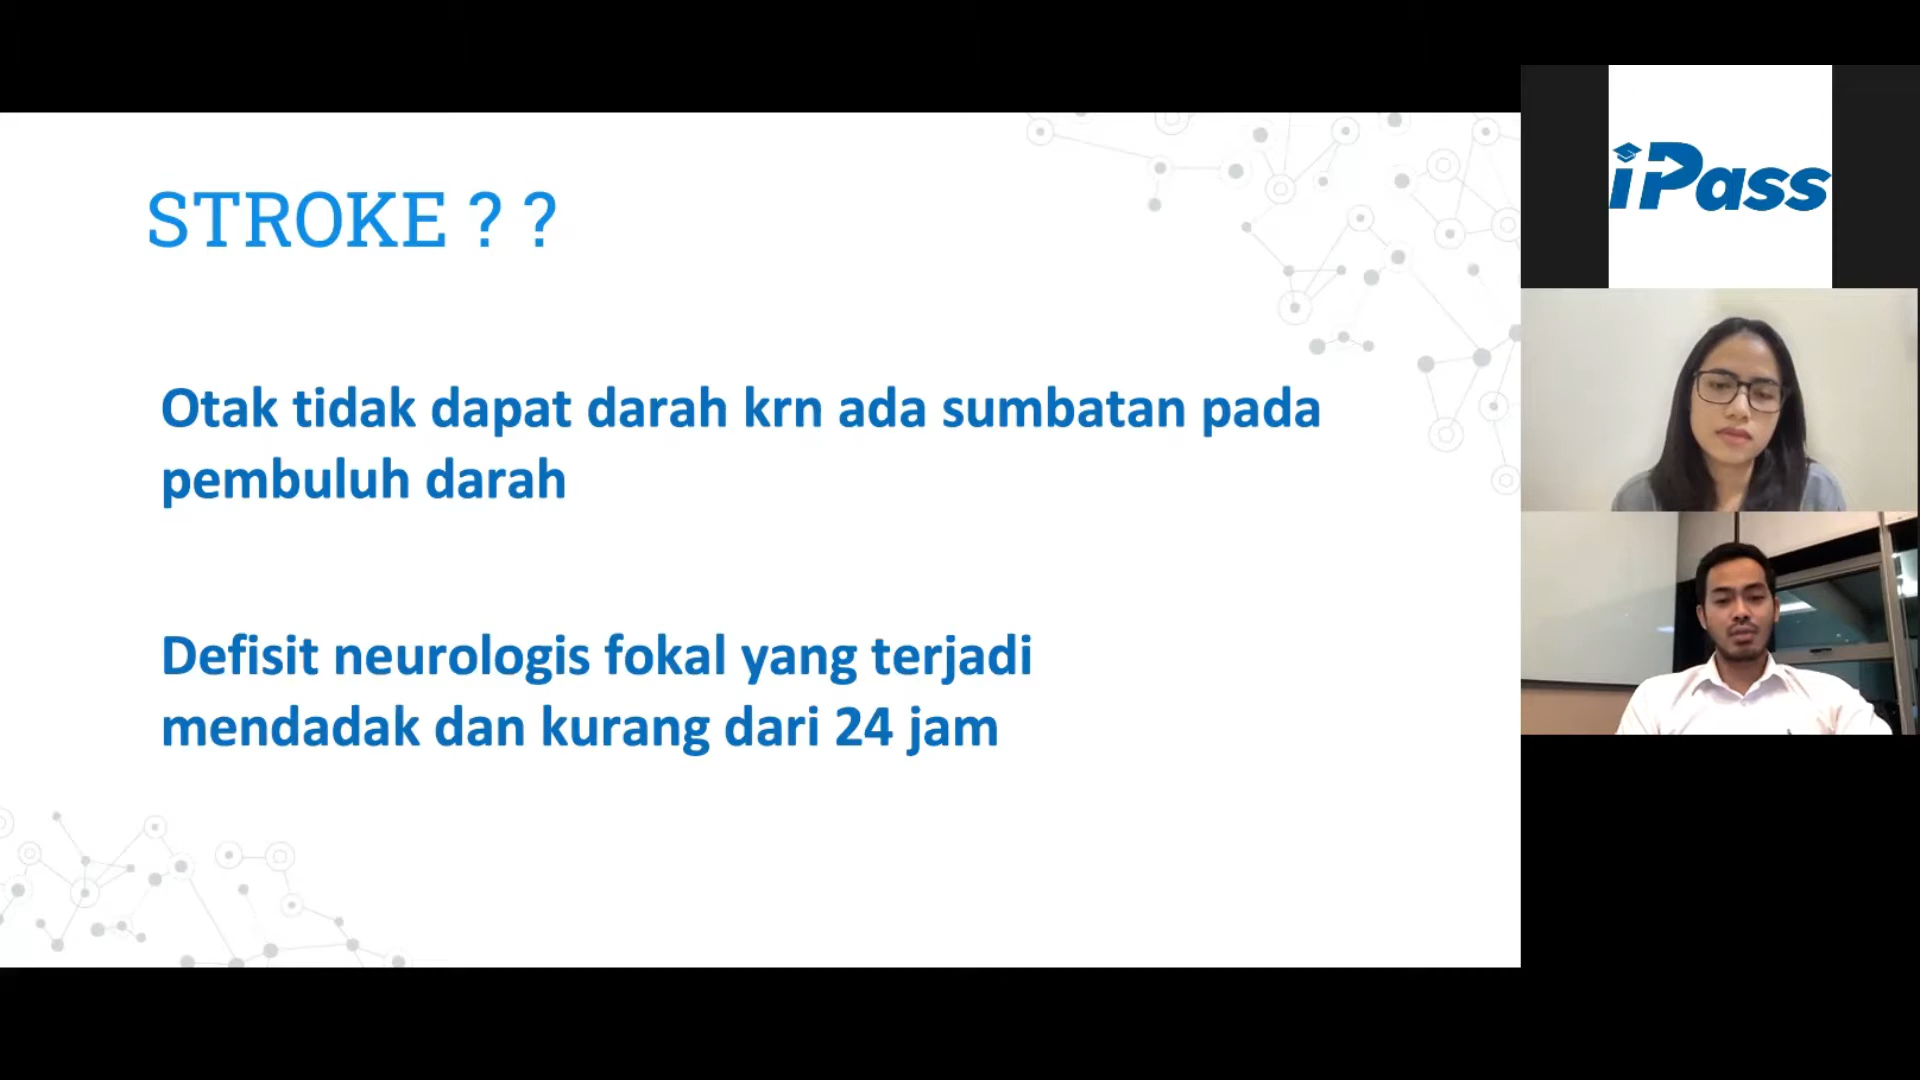 STROKE ? ?
Otak tidak dapat darah krn ada sumbatan pada
pembuluh darah
Defisit neurologis fokal yang terjadi
mendadak dan kurang dari 24 jam
iPass